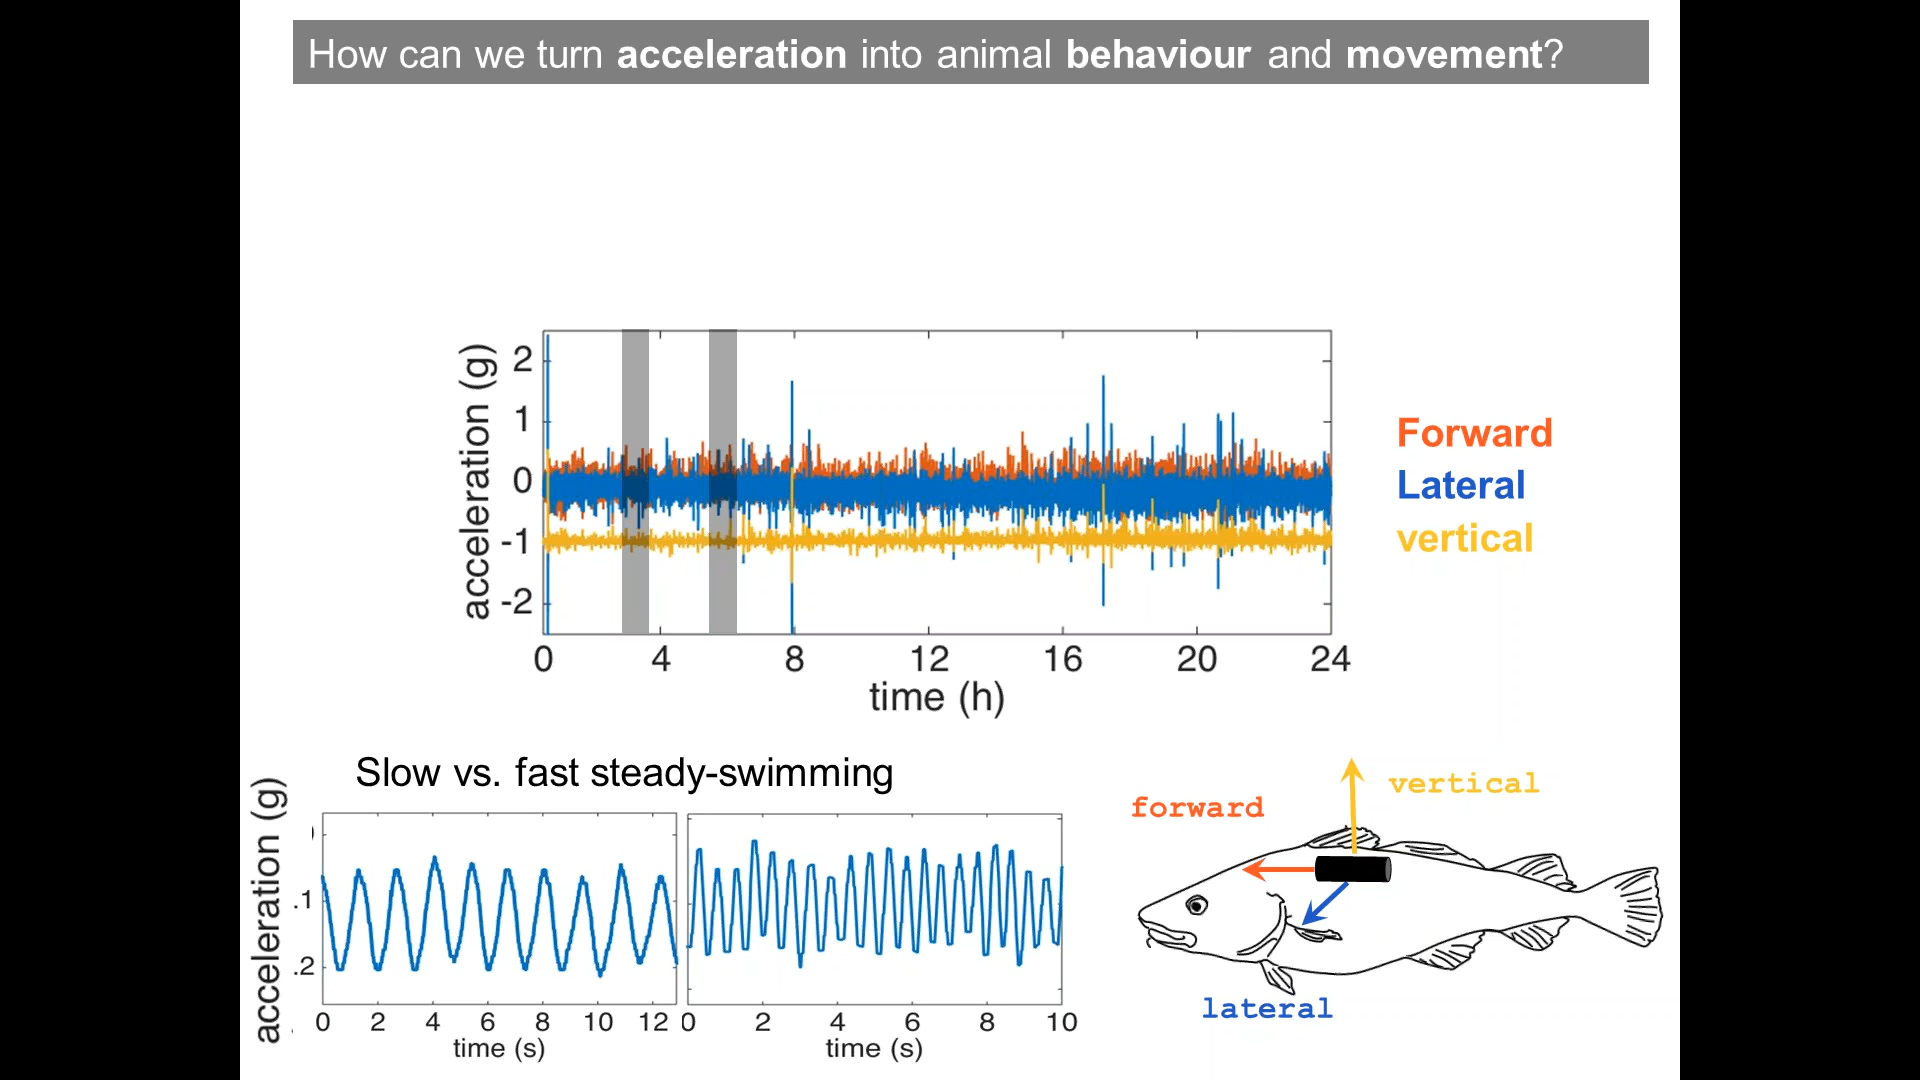 How can we turn acceleration into animal behaviour and movement?
acceleration (g)
2
1
0
-1
-2
0 4 8 12 16 20 24
time (h)
Forward
Lateral
vertical
Slow vs. fast steady-swimming
acceleration (g)
.1
.2
0 2 4 6 8 10 12
time (s)
0 2 4 6 8 10
time (s)
forward
vertical
lateral